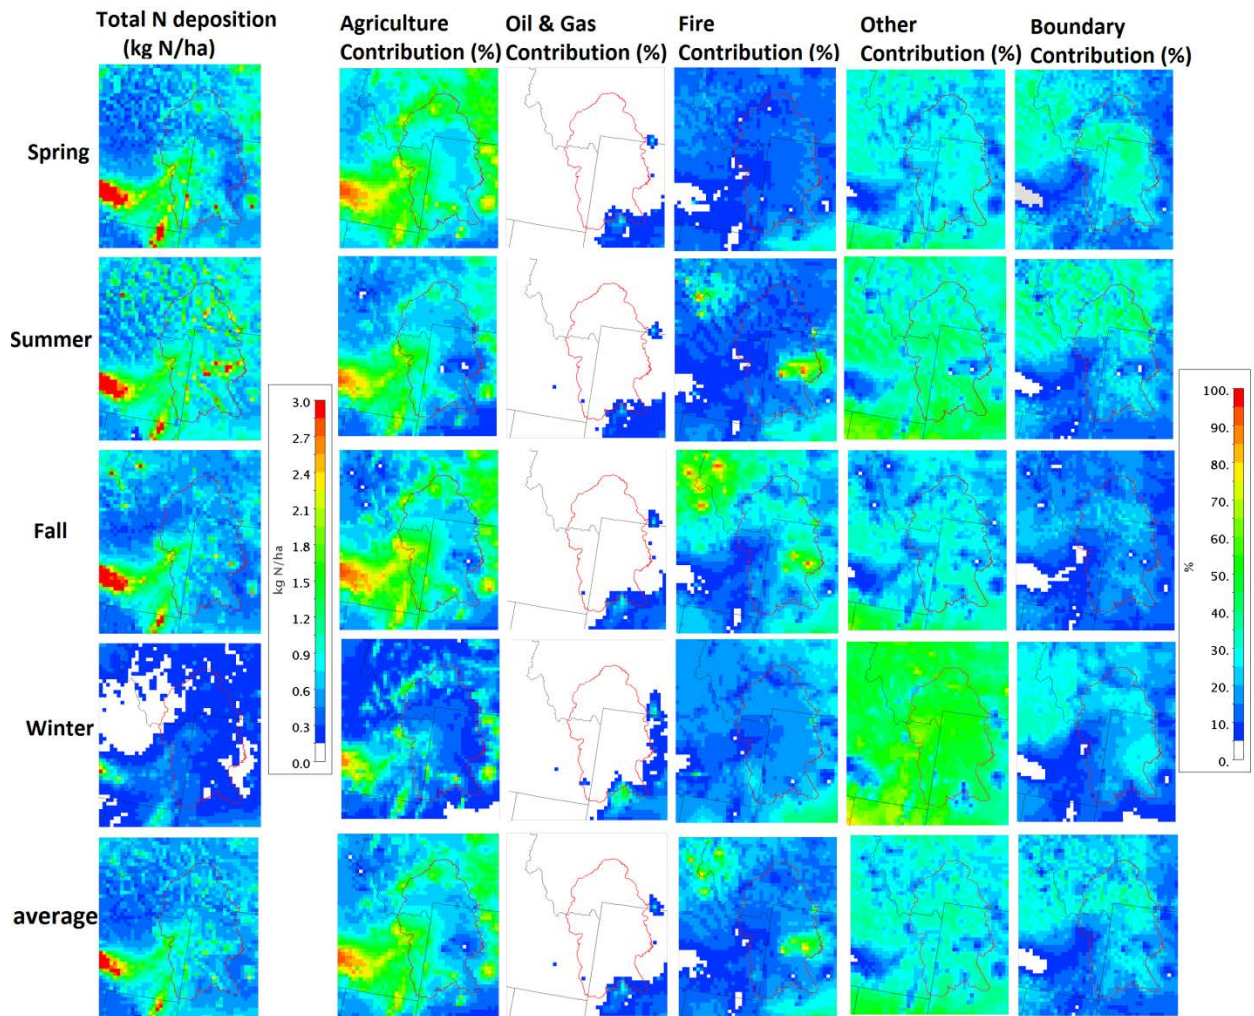 Total N deposition
(kg N/ha)
Agriculture
Contribution (%)
Oil & Gas
Contribution (%)
Fire
Contribution (%)
Other
Contribution (%)
Boundary
Contribution (%)
Spring
Summer
Fall
Winter
average
3.0
2.7
2.4
2.1
1.8
1.5
1.2
0.9
0.6
0.3
0.0
kg N/ha
100.
90.
80.
70.
60.
50.
40.
30.
20.
10.
0.
%